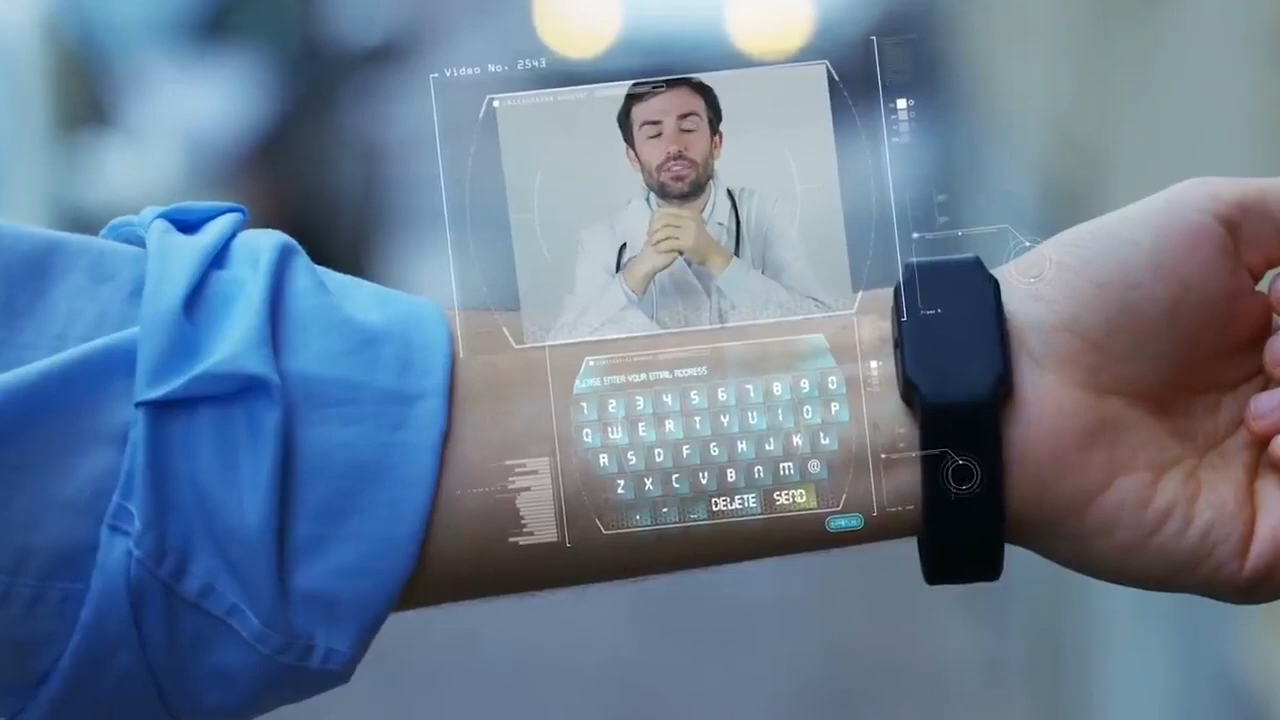 Video No. 2543
PLEASE ENTER YOUR EMAIL ADDRESS
1 2 3 4 5 6 7 8 9 0
Q W E R T Y U I O P
A S D F G H J K L
Z X C V B N M @
. - _ DELETE SEND